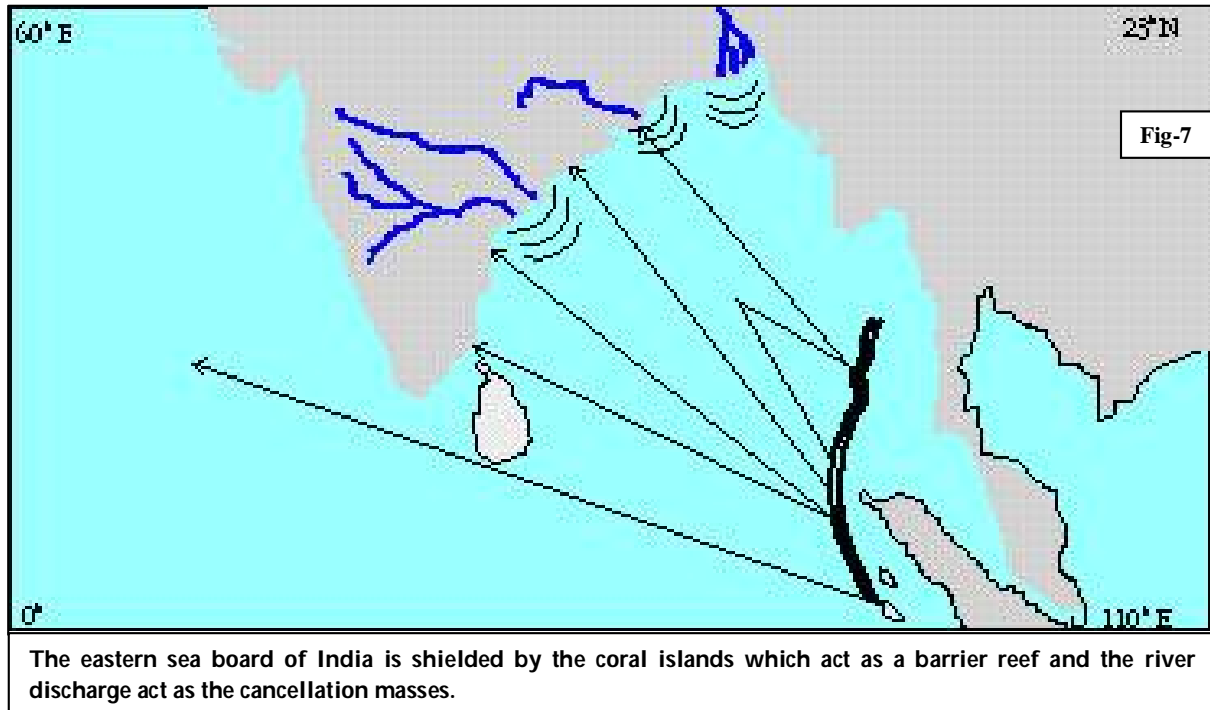 60° E
25° N
Fig-7
0°
110° E
The eastern sea board of India is shielded by the coral islands which act as a barrier reef and the river
discharge act as the cancellation masses.